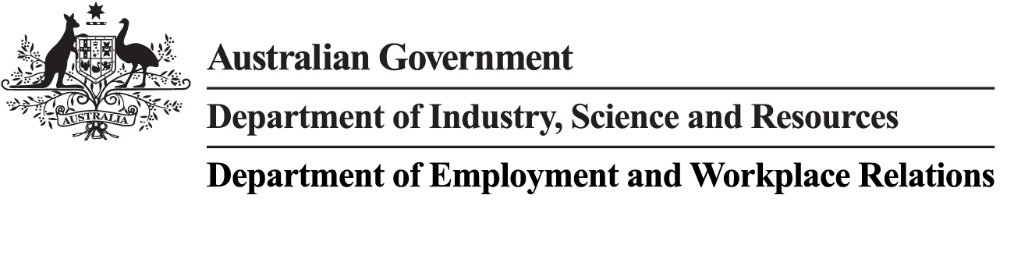 Australian Government
Department of Industry, Science and Resources
AUSTRALIA
Department of Employment and Workplace Relations